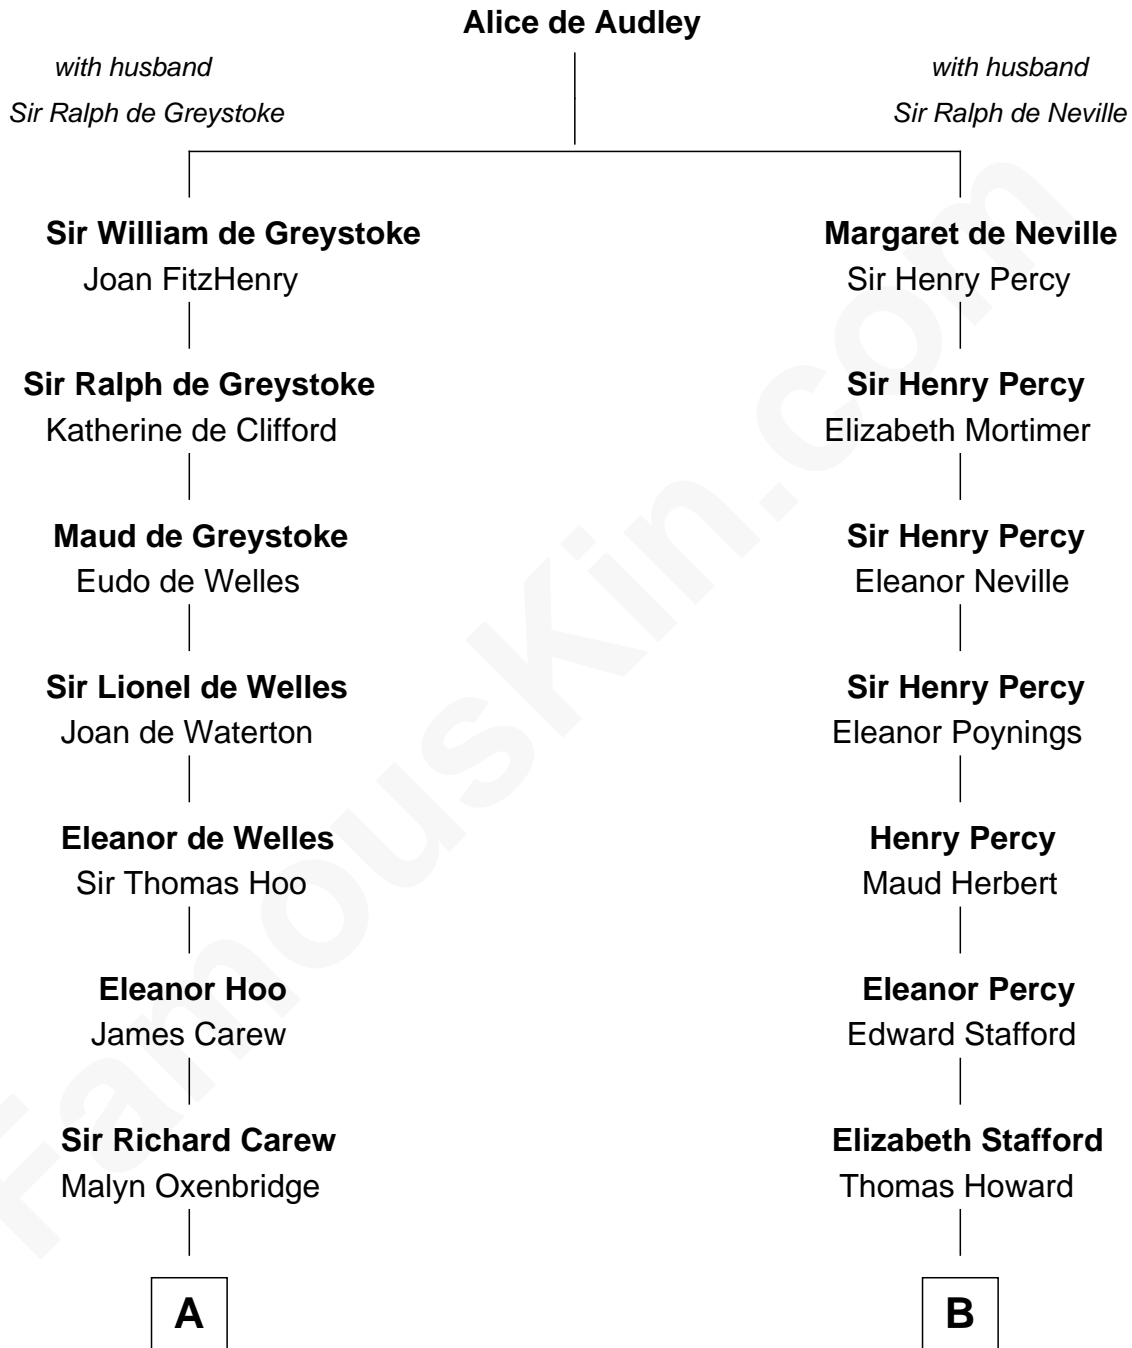 Alice de Audley
with husband
Sir Ralph de Greystoke
with husband
Sir Ralph de Neville
Sir William de Greystoke
Joan FitzHenry
Sir Ralph de Greystoke
Katherine de Clifford
Maud de Greystoke
Eudo de Welles
Sir Lionel de Welles
Joan de Waterton
Eleanor de Welles
Sir Thomas Hoo
Eleanor Hoo
James Carew
Sir Richard Carew
Malyn Oxenbridge
A
Margaret de Neville
Sir Henry Percy
Sir Henry Percy
Elizabeth Mortimer
Sir Henry Percy
Eleanor Neville
Sir Henry Percy
Eleanor Poynings
Henry Percy
Maud Herbert
Eleanor Percy
Edward Stafford
Elizabeth Stafford
Thomas Howard
B
FamousKin.com